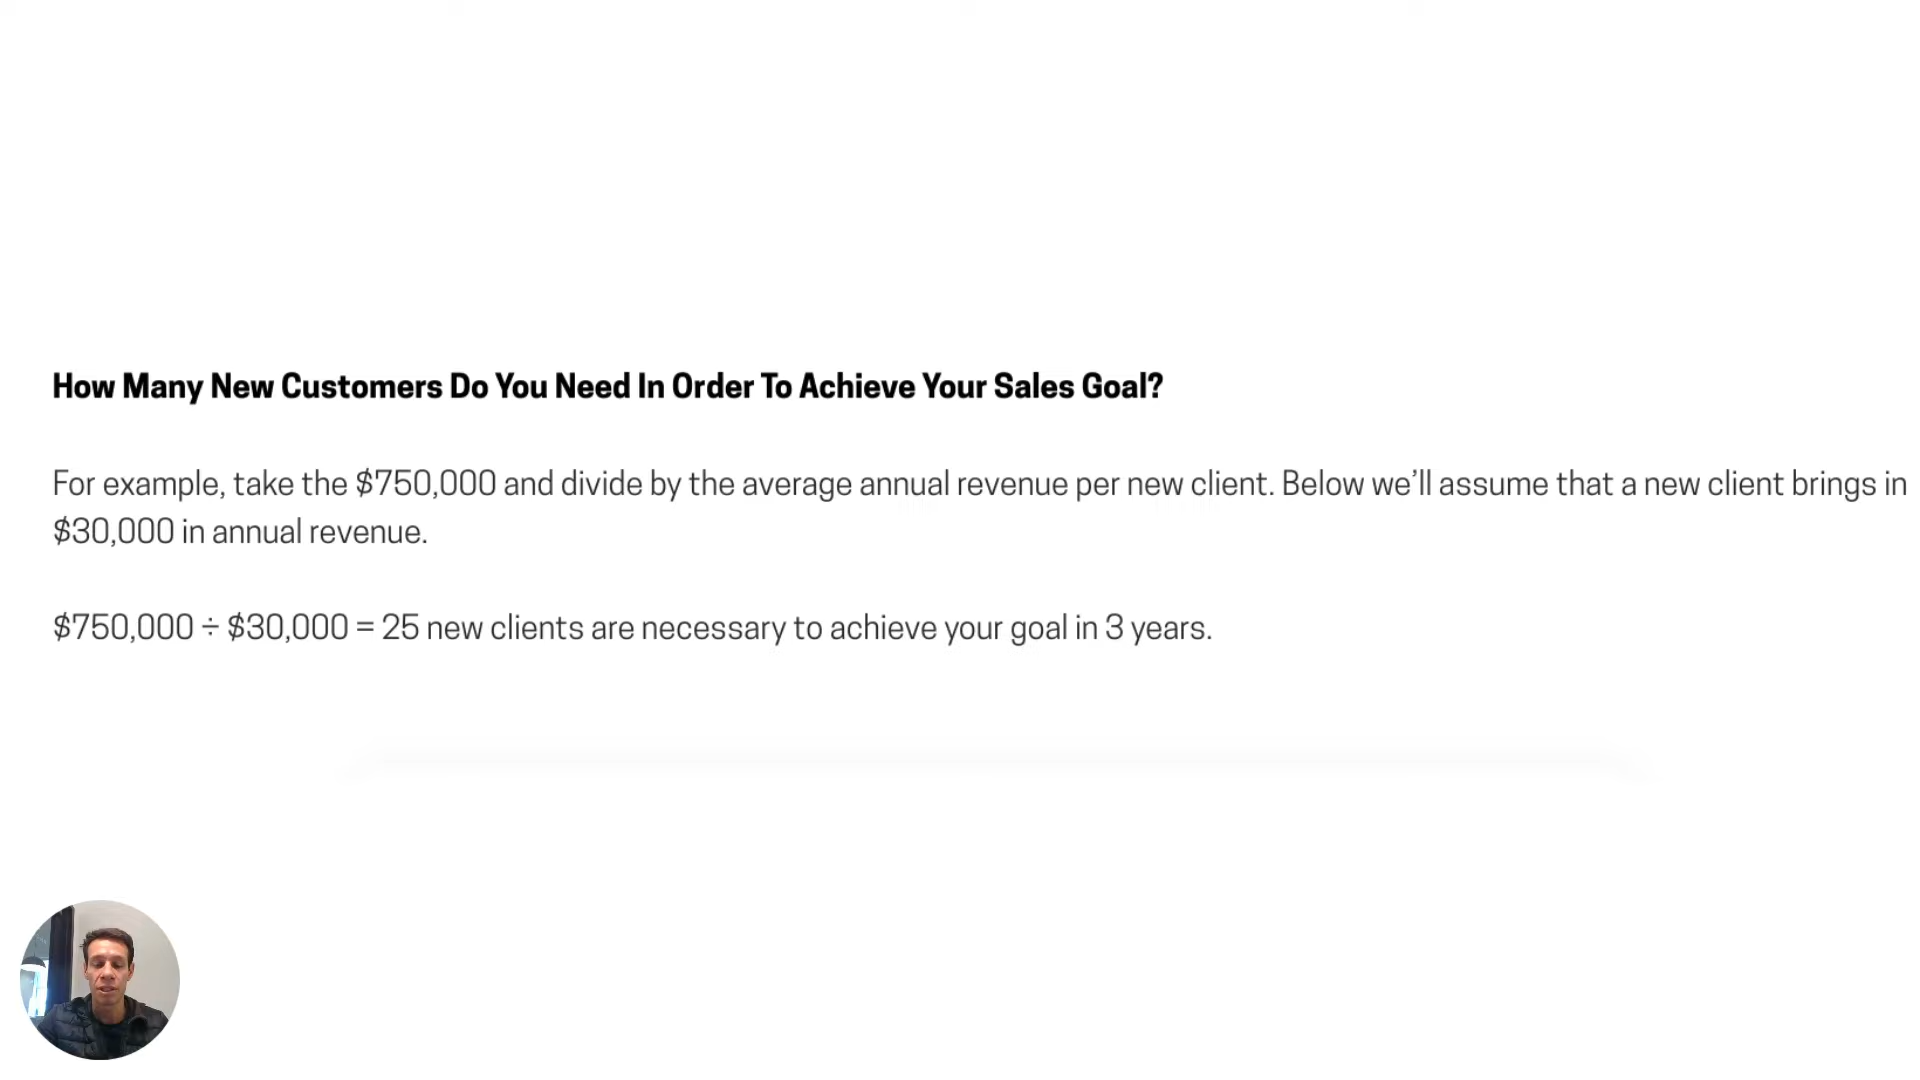 How Many New Customers Do You Need In Order To Achieve Your Sales Goal?
For example, take the $750,000 and divide by the average annual revenue per new client. Below we’ll assume that a new client brings in
$30,000 in annual revenue.
$750,000 ÷ $30,000 = 25 new clients are necessary to achieve your goal in 3 years.